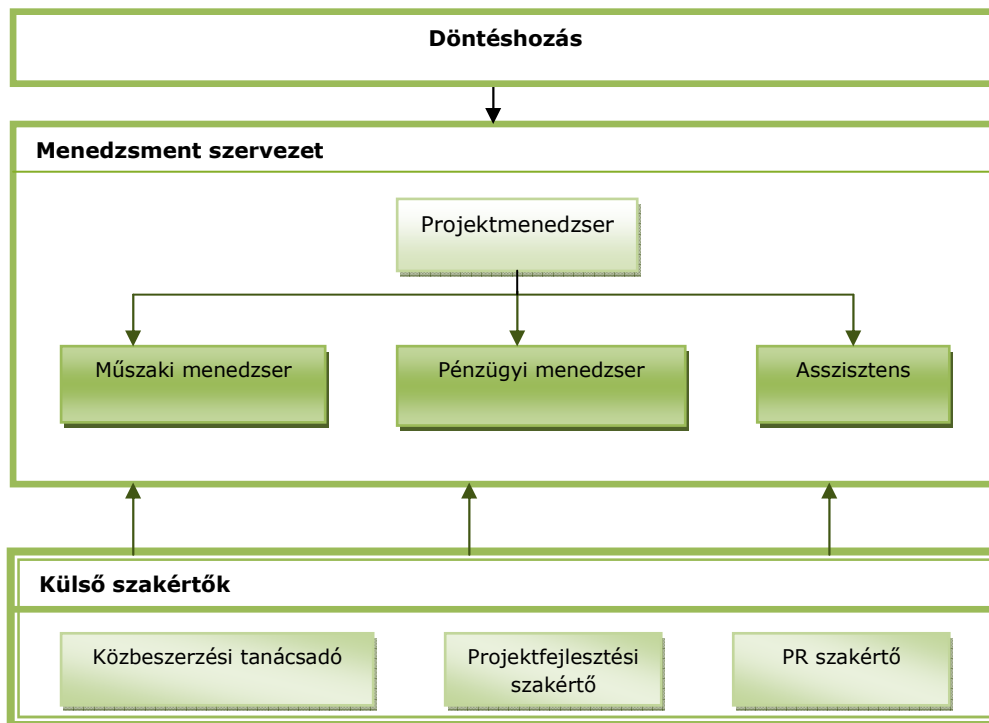 Döntéshozás
Menedzsment szervezet
Projektmenedzser
Műszaki menedzser
Pénzügyi menedzser
Asszisztens
Külső szakértők
Közbeszerzési tanácsadó
Projektfejlesztési
szakértő
PR szakértő